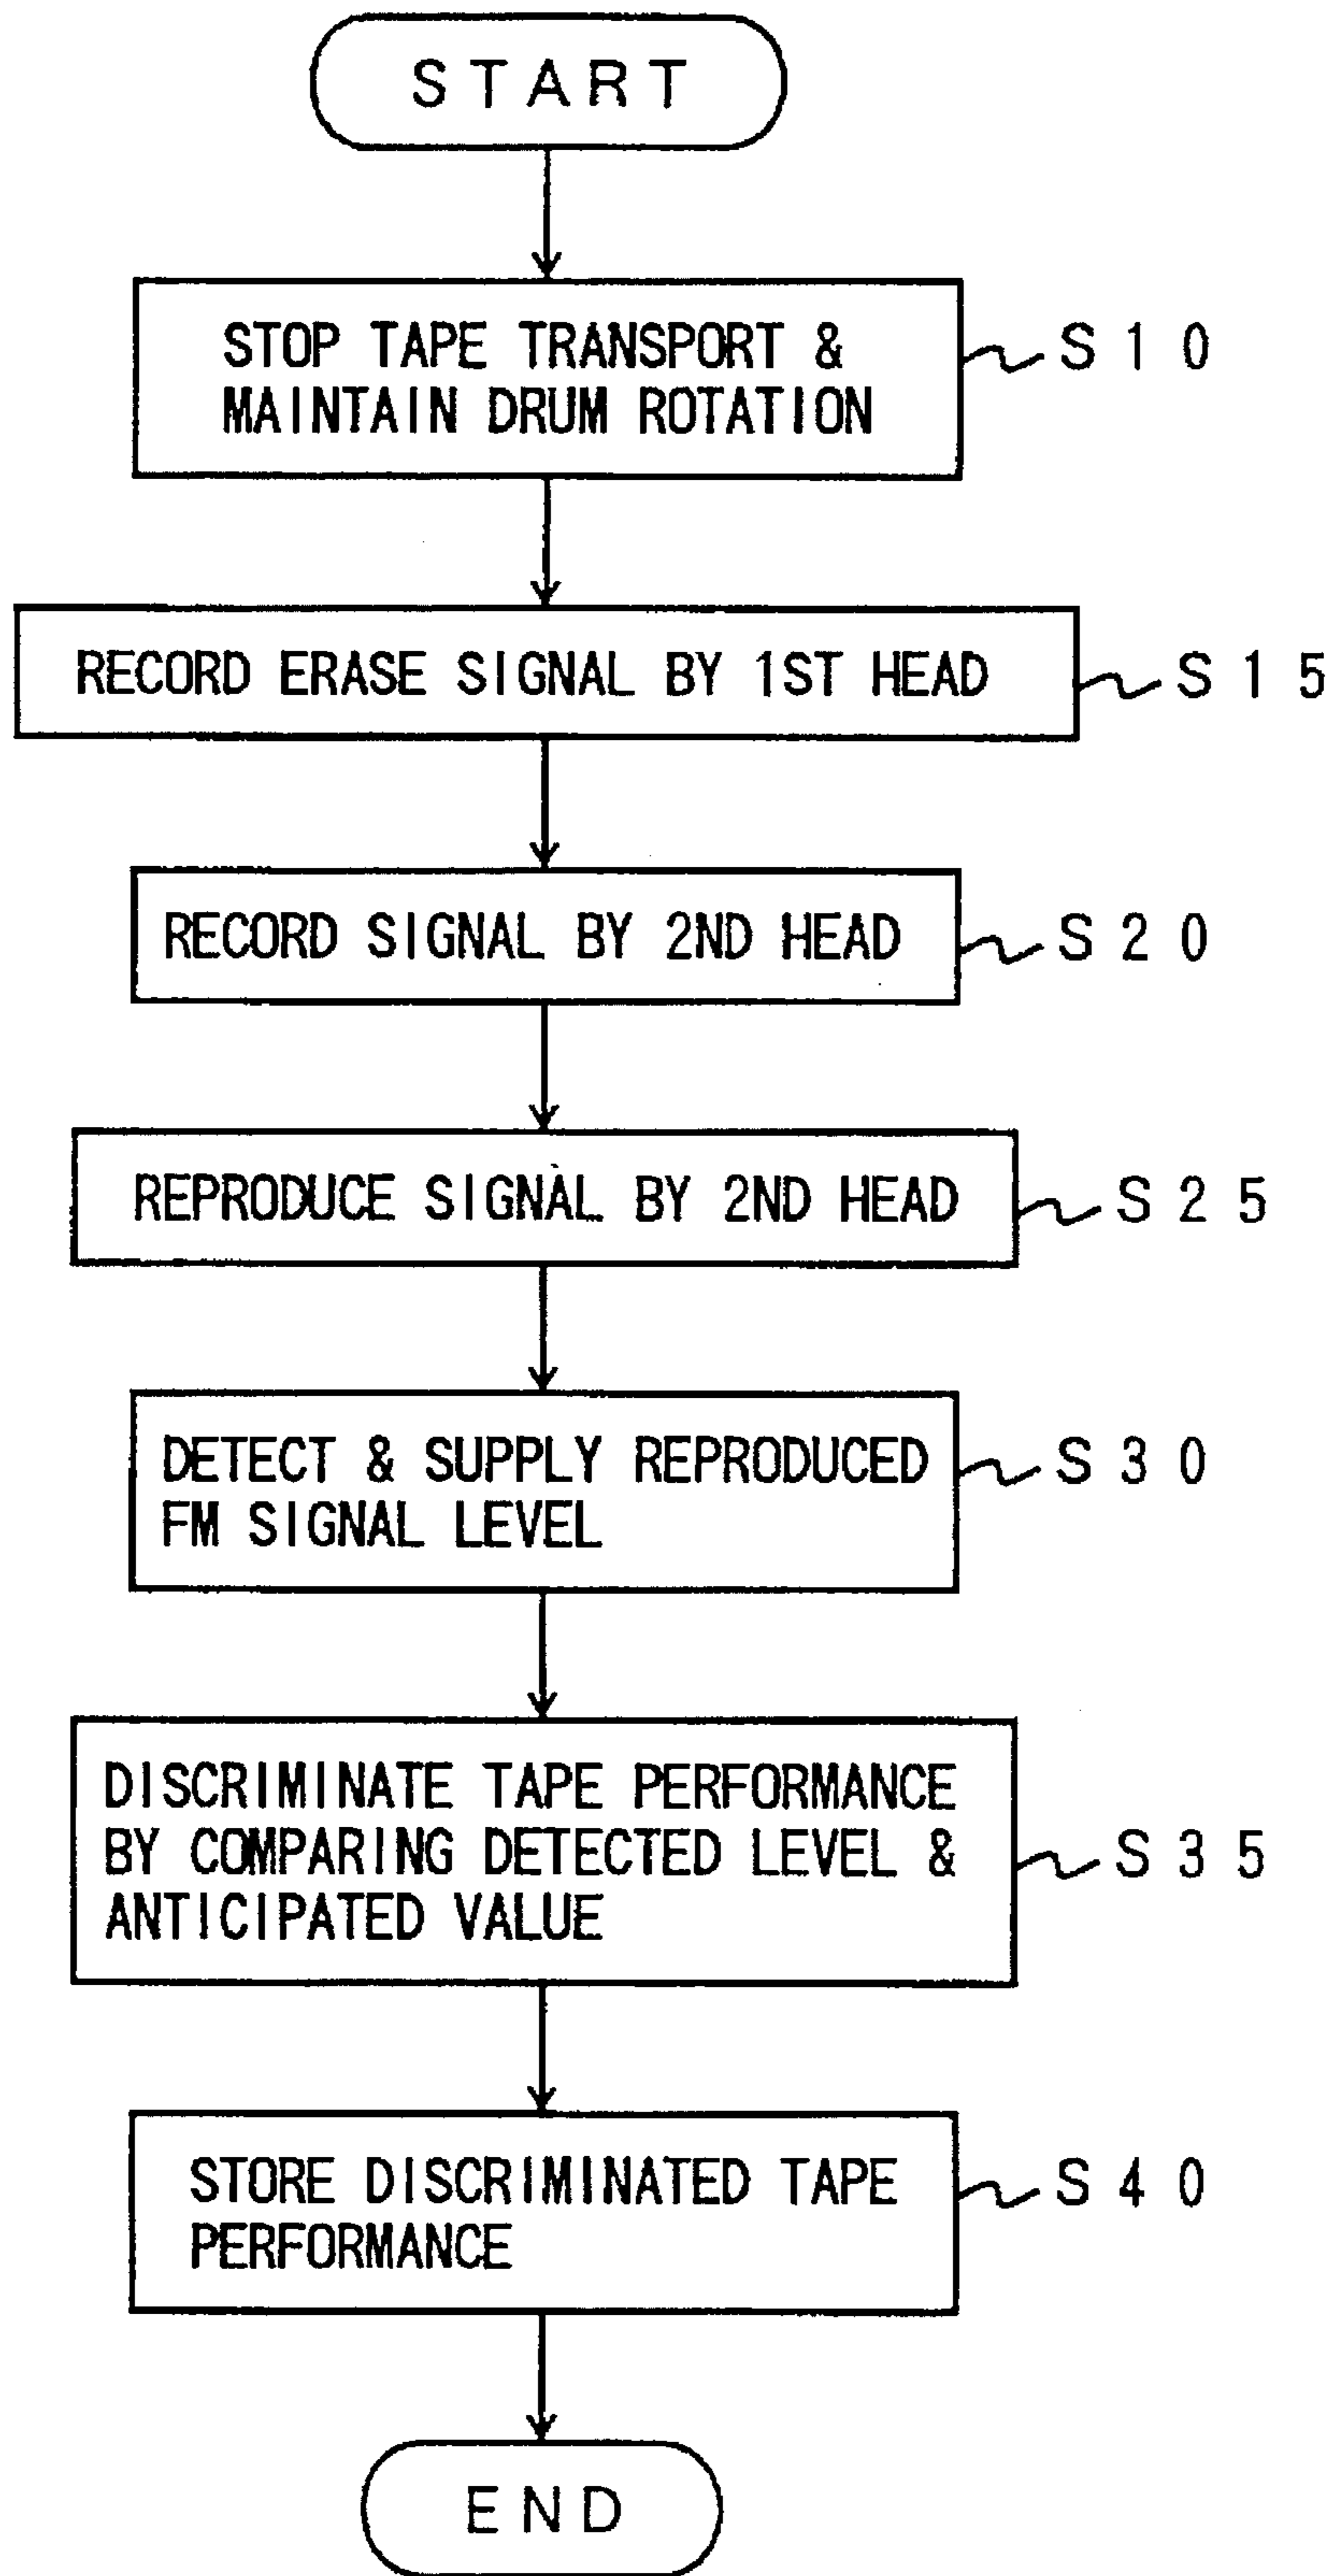 START
STOP TAPE TRANSPORT &
MAINTAIN DRUM ROTATION
S10
RECORD ERASE SIGNAL BY 1ST HEAD
S15
RECORD SIGNAL BY 2ND HEAD
S20
REPRODUCE SIGNAL BY 2ND HEAD
S25
DETECT & SUPPLY REPRODUCED
FM SIGNAL LEVEL
S30
DISCRIMINATE TAPE PERFORMANCE
BY COMPARING DETECTED LEVEL &
ANTICIPATED VALUE
S35
STORE DISCRIMINATED TAPE
PERFORMANCE
S40
END